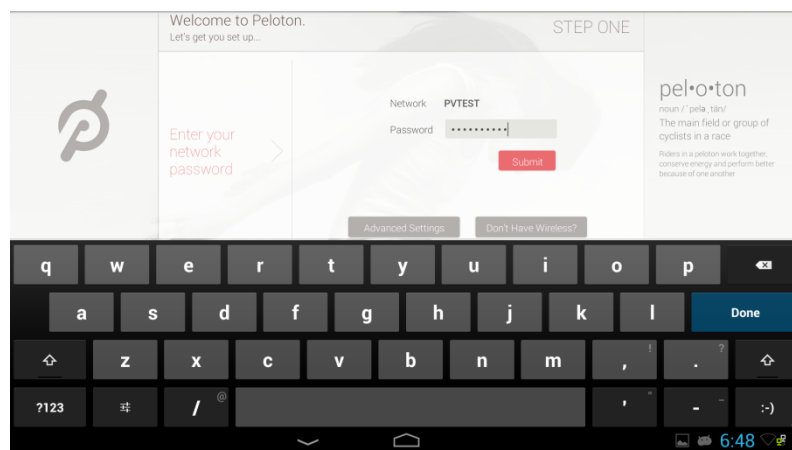 Welcome to Peloton.
Let's get you set up...
STEP ONE
Enter your
network
password
Network PVTEST
Password ••••••••••
Submit
Advanced Settings
Don't Have Wireless?
pel•o•ton
noun / ˈpelə ˌtän/
The main field or group of
cyclists in a race
Riders in a peloton work together,
conserve energy and perform better
because of one another
q w e r t y u i o p
a s d f g h j k l Done
z x c v b n m , ! . ?
?123 / @ ' " - _ :-)
6:48